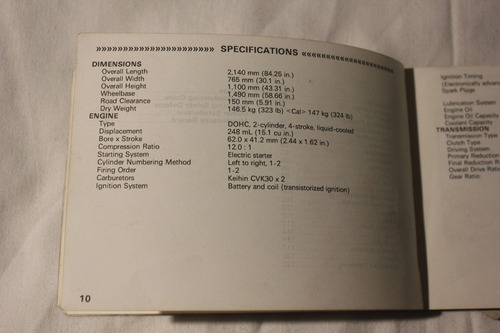 »»»»»»»»»»»»»»»»»»»»»» SPECIFICATIONS ««««««««««««««««««««««
DIMENSIONS
Overall Length 2,140 mm (84.25 in.)
Overall Width 765 mm (30.1 in.)
Overall Height 1,100 mm (43.31 in.)
Wheelbase 1,490 mm (58.66 in.)
Road Clearance 150 mm (5.91 in.)
Dry Weight 146.5 kg (323 lb) <Cal> 147 kg (324 lb)
ENGINE
Type DOHC, 2-cylinder, 4-stroke, liquid-cooled
Displacement 248 mL (15.1 cu in.)
Bore x Stroke 62.0 x 41.2 mm (2.44 x 1.62 in.)
Compression Ratio 12.0 : 1
Starting System Electric starter
Cylinder Numbering Method Left to right, 1-2
Firing Order 1-2
Carburetors Keihin CVK30 x 2
Ignition System Battery and coil (transistorized ignition)
10
Ignition Timing
(Electronically advan
Spark Plugs
Lubrication System
Engine Oil
Engine Oil Capacity
Coolant Capacity
TRANSMISSION
Transmission Type
Clutch Type
Driving System
Primary Reduction
Final Reduction R
Overall Drive Ratio
Gear Ratio: